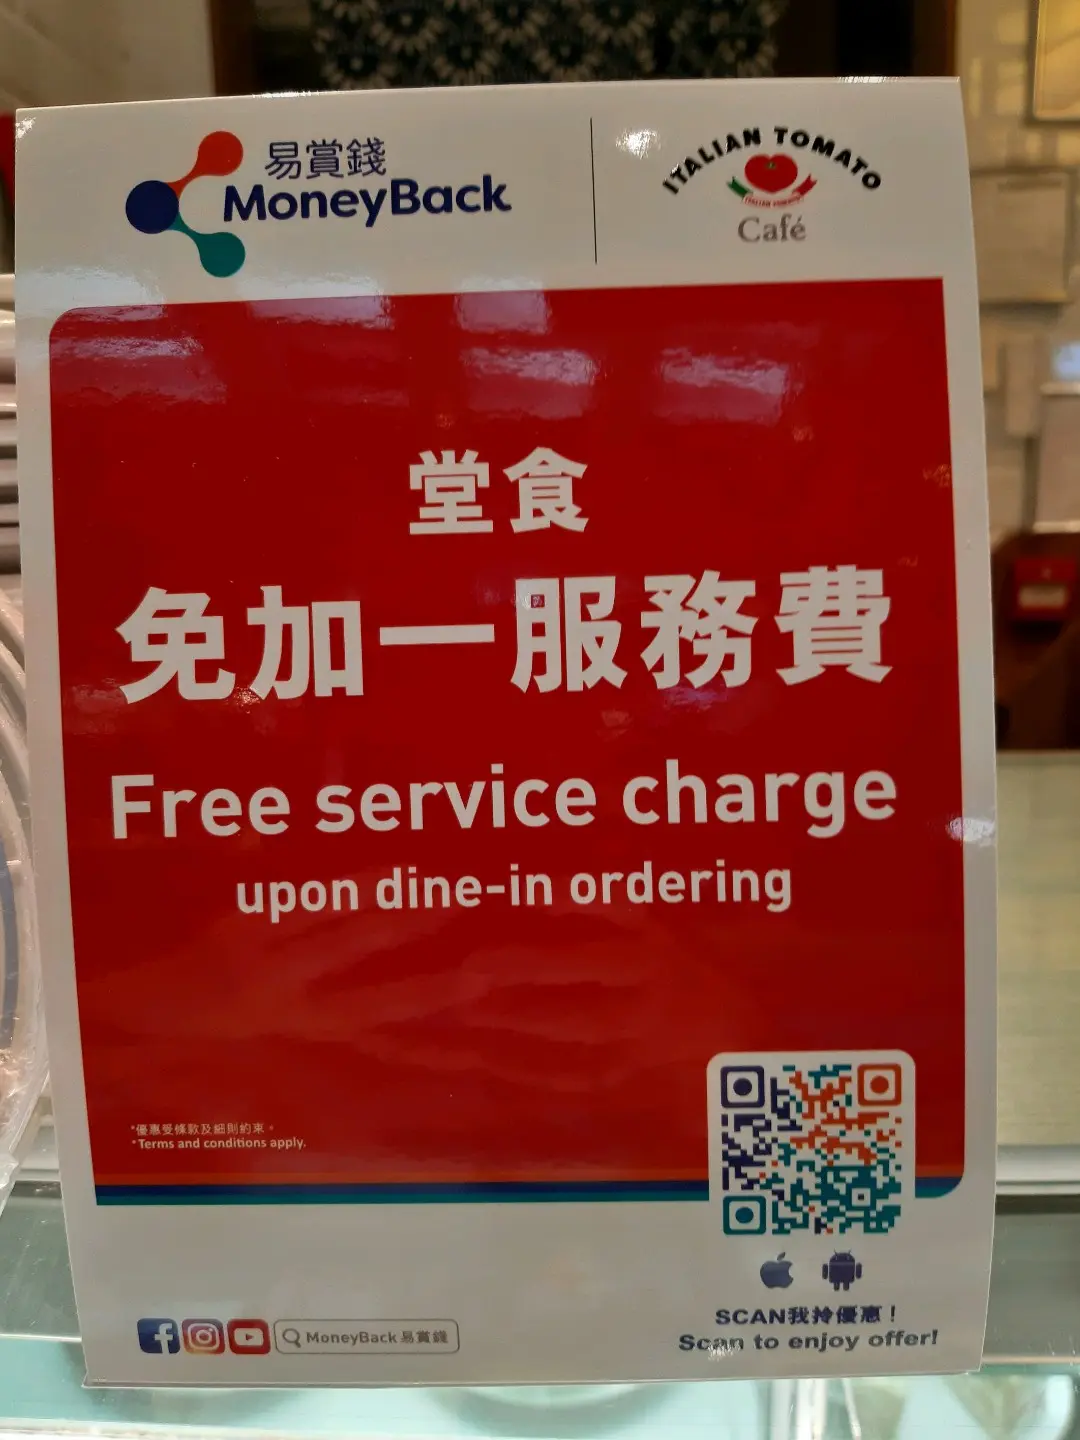 易賞錢
MoneyBack
ITALIAN TOMATO
Café
堂食
免加一服務費
Free service charge
upon dine-in ordering
*優惠受條款及細則約束。
*Terms and conditions apply.
MoneyBack 易賞錢
SCAN我拎優惠！
Scan to enjoy offer!